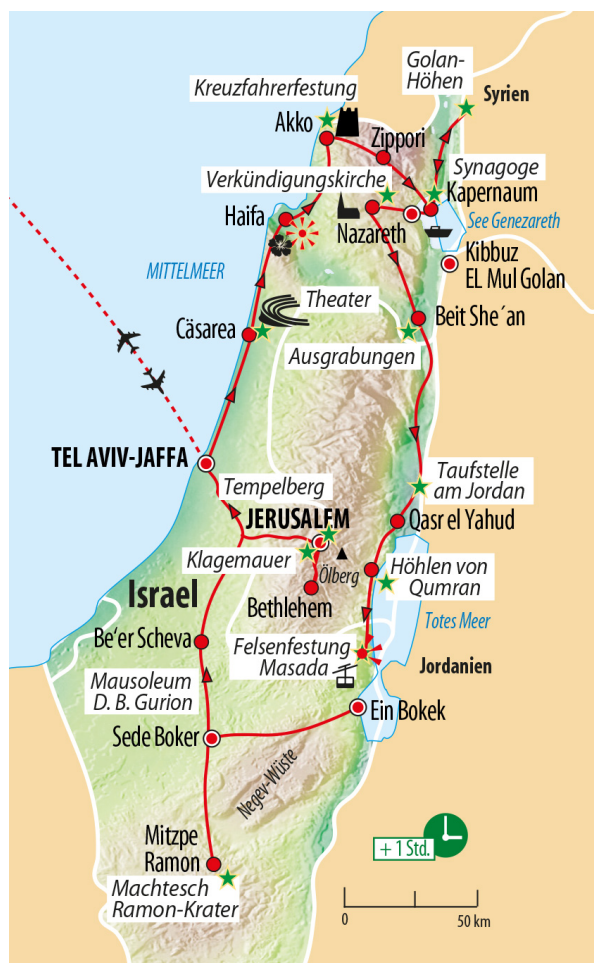 Golan-
Höhen
Kreuzfahrerfestung
Syrien
Akko
Zippori
Verkündigungskirche
Synagoge
Kapernaum
Haifa
See Genezareth
Nazareth
Kibbuz
EL Mul Golan
MITTELMEER
Theater
Cäsarea
Beit She´an
Ausgrabungen
TEL AVIV-JAFFA
Taufstelle
am Jordan
Tempelberg
JERUSALEM
Qasr el Yahud
Klagemauer
Ölberg
Höhlen von
Qumran
Israel
Bethlehem
Totes Meer
Be'er Scheva
Felsenfestung
Masada
Jordanien
Mausoleum
D. B. Gurion
Ein Bokek
Sede Boker
Negev-Wüste
Mitzpe
Ramon
+ 1 Std.
Machtesch
Ramon-Krater
0
50 km